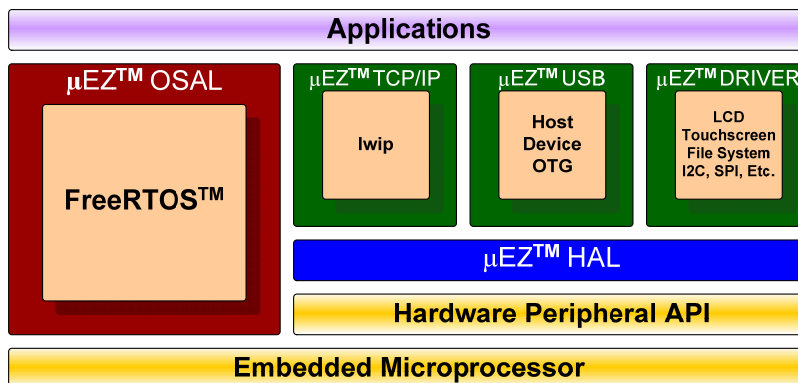 Applications
μEZ™ OSAL
FreeRTOS™
μEZ™ TCP/IP
lwip
μEZ™ USB
Host
Device
OTG
μEZ™ DRIVER
LCD
Touchscreen
File System
I2C, SPI, Etc.
μEZ™ HAL
Hardware Peripheral API
Embedded Microprocessor